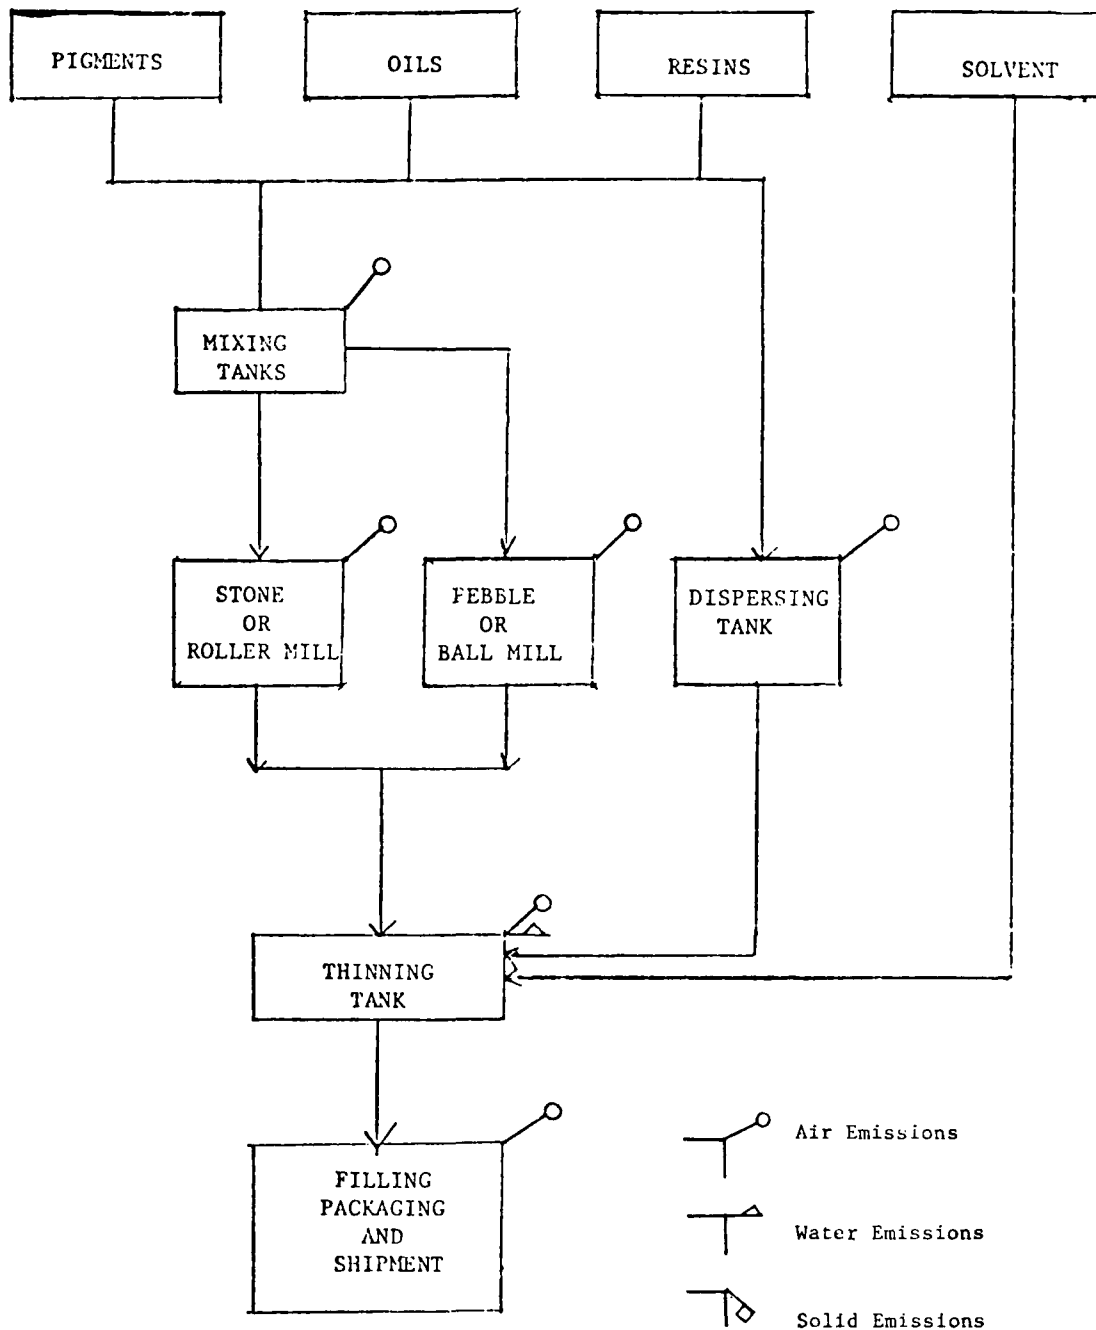 PIGMENTS
OILS
RESINS
SOLVENT
MIXING
TANKS
STONE
OR
ROLLER MILL
PEBBLE
OR
BALL MILL
DISPERSING
TANK
THINNING
TANK
FILLING
PACKAGING
AND
SHIPMENT
Air Emissions
Water Emissions
Solid Emissions